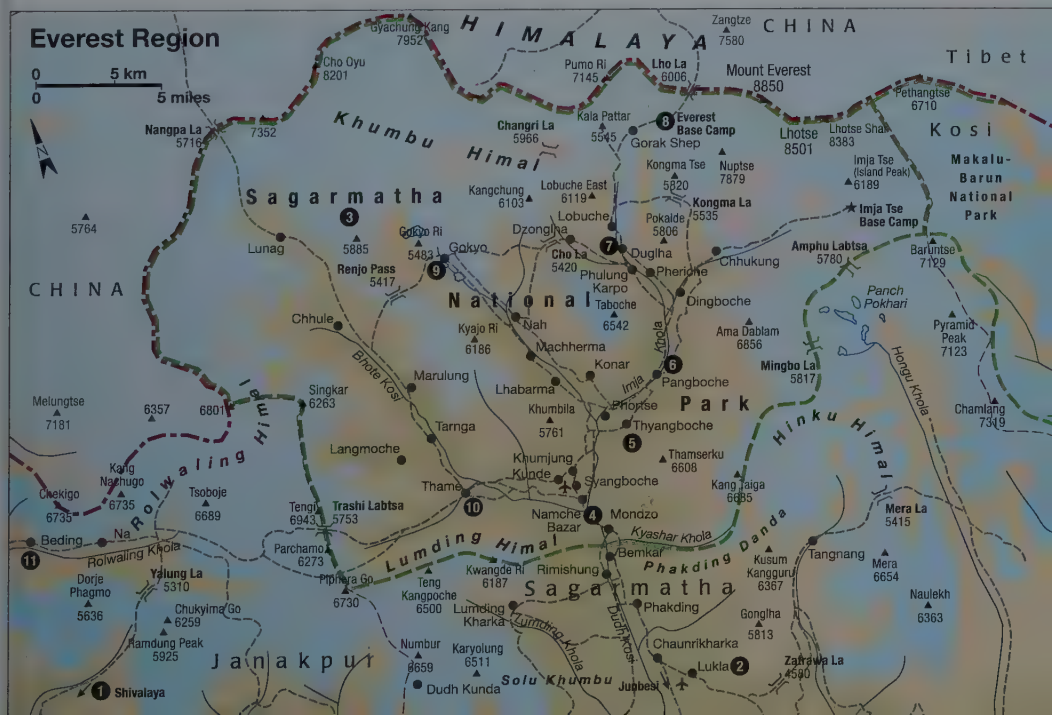 Everest Region
0 5 km
0 5 miles
N
HIMALAYA
CHINA
Tibet
Zangtze
7580
Gyachung Kang
7952
Cho Oyu
8201
Pumo Ri
7145
Lho La
6006
Mount Everest
8850
Pethangtse
6710
Nangpa La
5716
7352
Khumbu Himal
Changri La
5966
Kala Pattar
5545
8 Everest
Base Camp
Gorak Shep
Lhotse
8501
Lhotse Shar
8383
Kosi
Makalu-
Barun
National
Park
Nuptse
7879
Kongma Tse
5820
Imja Tse
(Island Peak)
6189
Imja Tse
Base Camp
Sagarmatha
3
5885
Kangchung
6103
Lobuche East
6119
Kongma La
5535
5764
Lunag
Gokyo Ri
5483
Gokyo
9
Renjo Pass
5417
Dzonglha
Lobuche
7
Cho La
5420
Duglha
Pokalde
5806
Chhukung
Amphu Labtsa
5780
Baruntse
7129
CHINA
National
Phulung
Karpo
Pheriche
Dingboche
Taboche
6542
Panch
Pokhari
Chhule
Kyajo Ri
6186
Nah
Machherma
Khola
Imja
Ama Dablam
6856
Pyramid
Peak
7123
Bhote Kosi
Marulung
Lhabarma
Konar
6
Pangboche
Mingbo La
5817
Hongu Khola
Melungtse
7181
6357
6801
Singkar
6263
Khumbila
5761
Phortse
Park
Thyangboche
5
Chamlang
7319
Rolwaling Himal
Hinku Himal
Langmoche
Tarnga
Khumjung
Kunde
Syangboche
Thamserku
6608
Kang Taiga
6685
Kang
Nachugo
6735
Chekigo
6735
Tsoboje
6689
Tengi
6943
Trashi Labtsa
5753
Thame
10
Namche
Bazar
4
Mondzo
Mera La
5415
11
Beding
Na
Rolwaling Khola
Parchamo
6273
Lumding Himal
Bemkar
Kyashar Khola
Phakding Danda
Tangnang
Mera
6654
Dorje
Phagmo
5636
Yalung La
5310
Piphera Go
6730
Teng
Kangpoche
6500
Kwangde Ri
6187
Rimishung
Sagarmatha
Kusum
Kangguru
6367
Naulekh
6363
Chukyima Go
6259
Ramdung Peak
5925
Lumding
Kharka
Lumding Khola
Dudh Kosi
Phakding
Gonglha
5813
Janakpur
Numbur
6659
Karyolung
6511
Chaunrikharka
Lukla
2
Zatrawa La
4580
1 Shivalaya
Dudh Kunda
Solu Khumbu
Junbesi